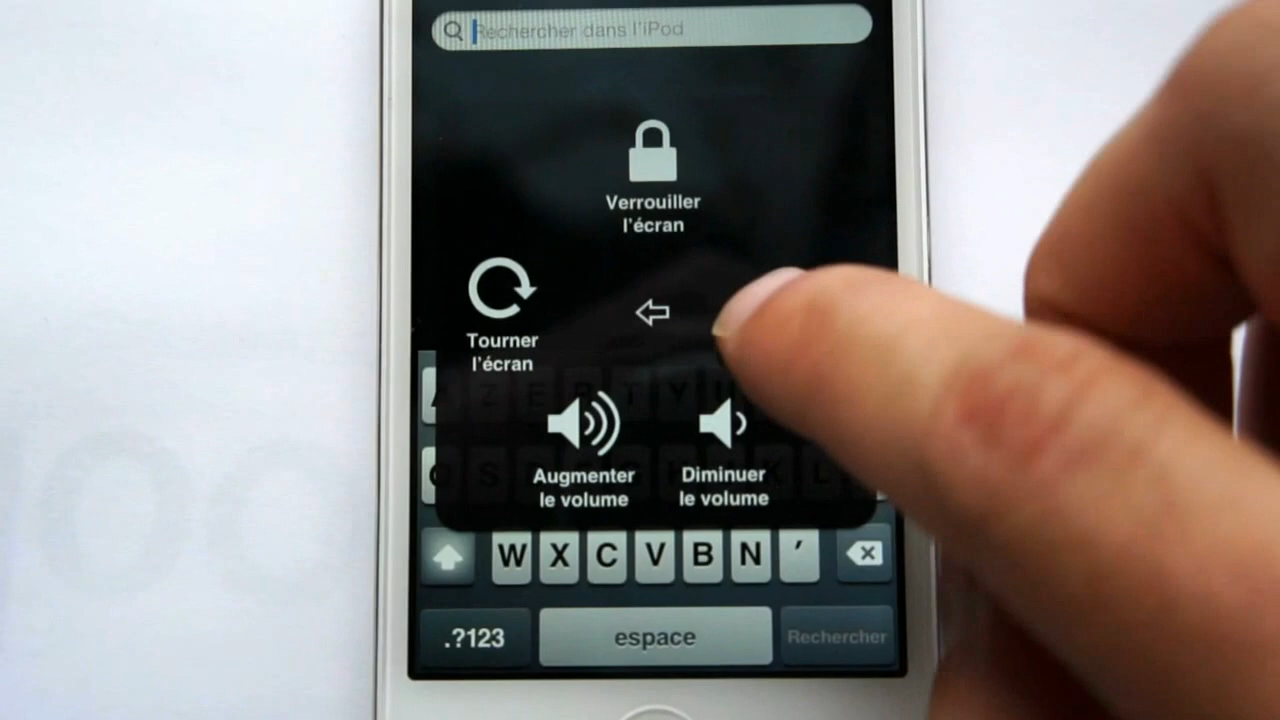 Rechercher dans l'iPod
Verrouiller
l'écran
Tourner
l'écran
A Z E R T Y U
Q S K L
Augmenter
le volume
Diminuer
le volume
W X C V B N ′
.?123 espace Rechercher